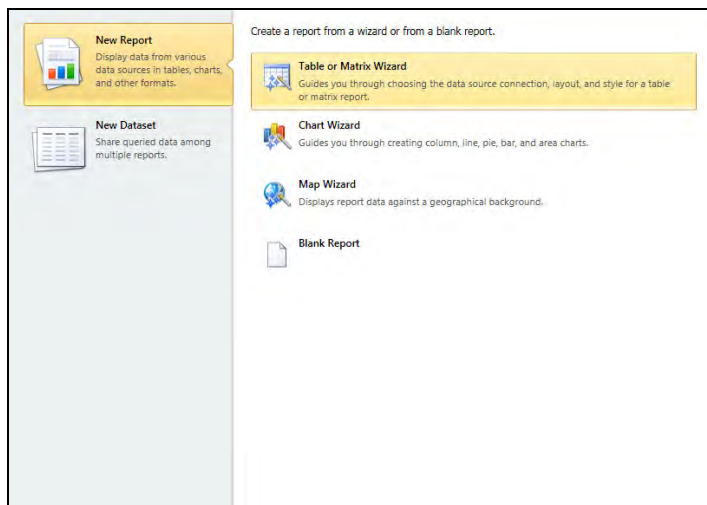 New Report
Display data from various
data sources in tables, charts,
and other formats.
New Dataset
Share queried data among
multiple reports.
Create a report from a wizard or from a blank report.
Table or Matrix Wizard
Guides you through choosing the data source connection, layout, and style for a table
or matrix report.
Chart Wizard
Guides you through creating column, line, pie, bar, and area charts.
Map Wizard
Displays report data against a geographical background.
Blank Report